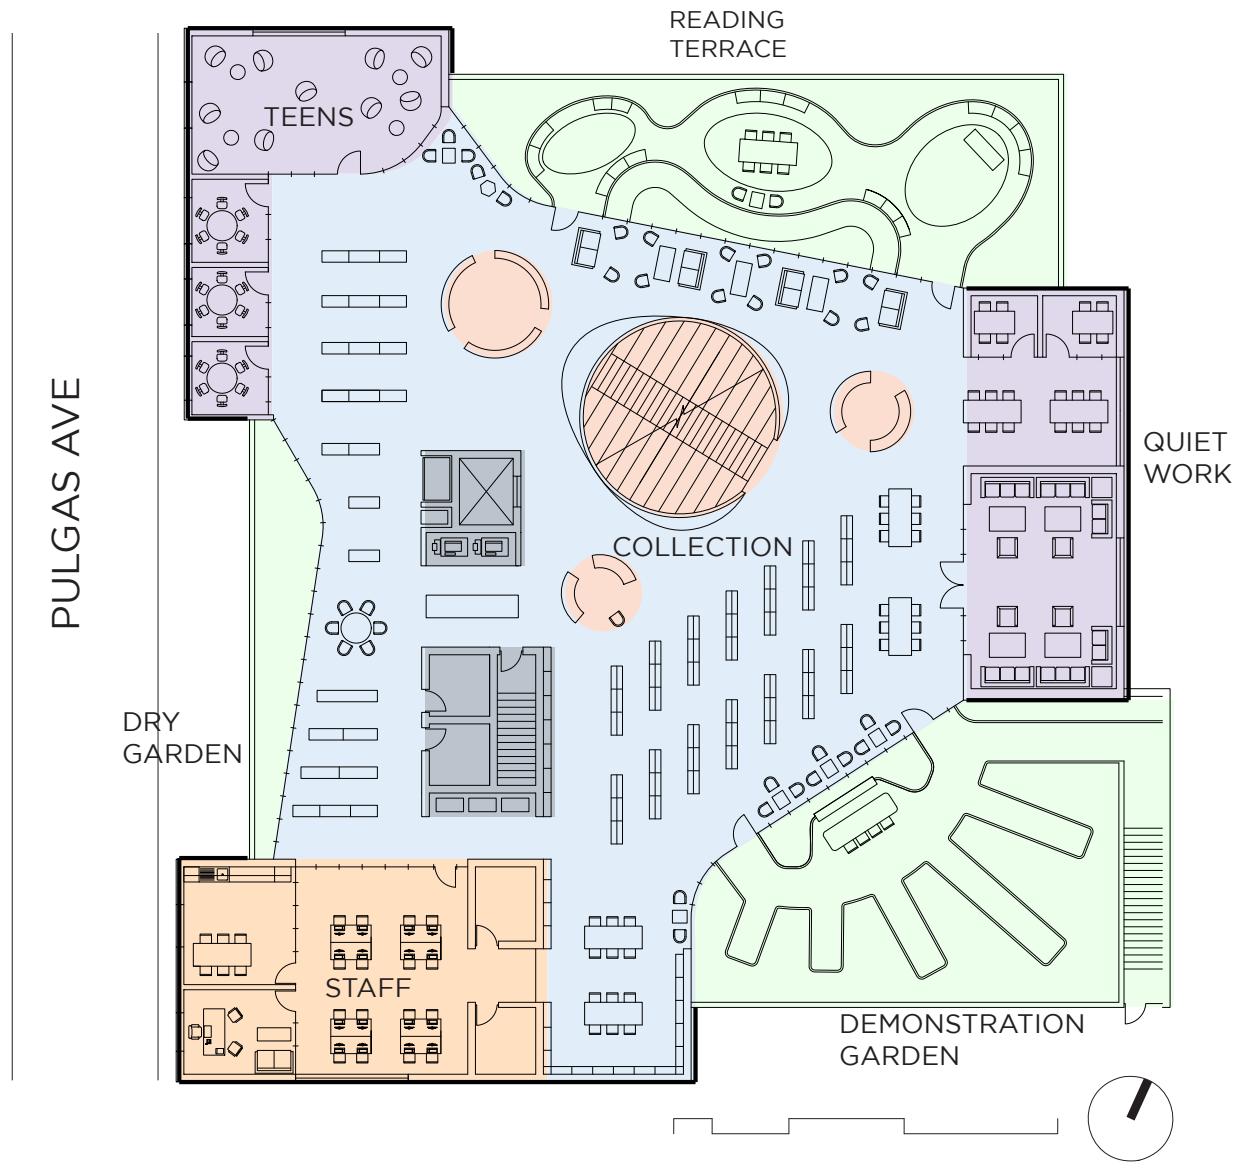 READING
TERRACE
TEENS
PULGAS AVE
QUIET
WORK
COLLECTION
DRY
GARDEN
STAFF
DEMONSTRATION
GARDEN